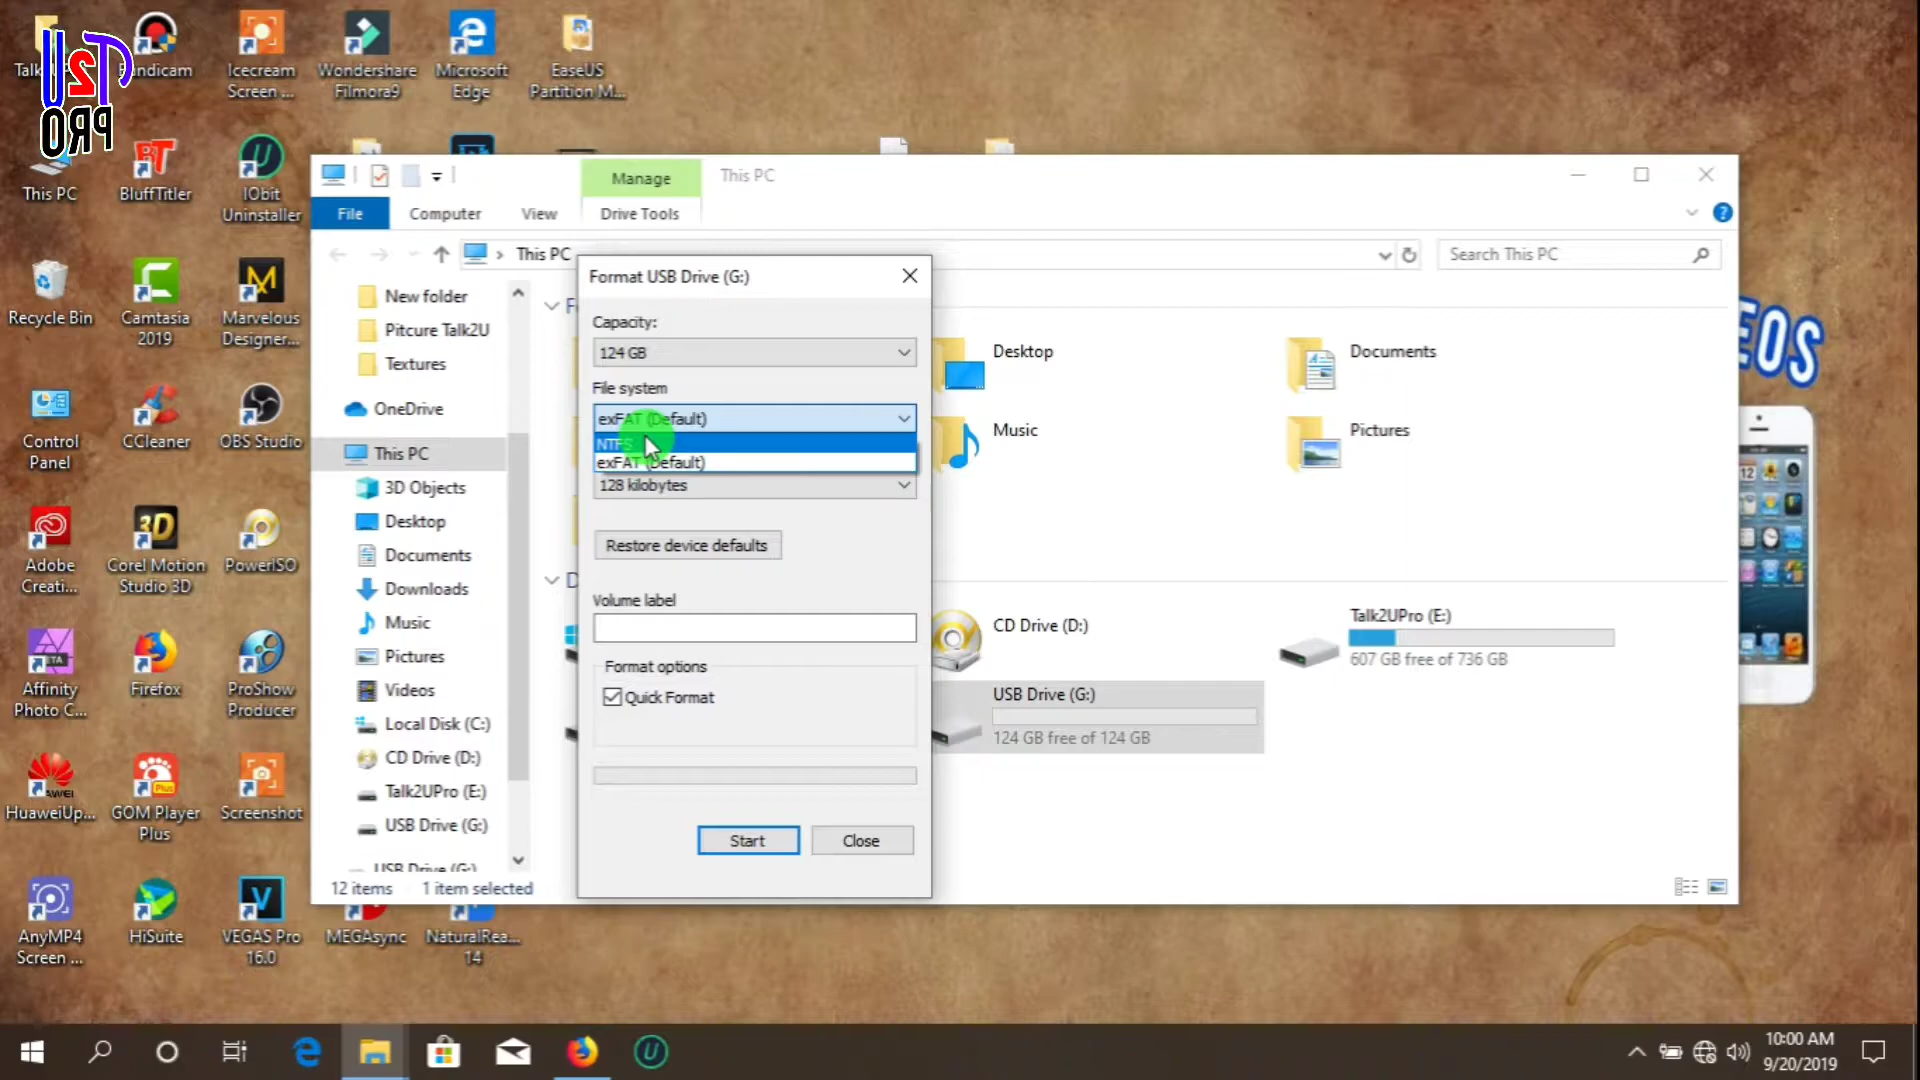 Bandicam
Icecream
Screen ...
Wondershare
Filmora9
Microsoft
Edge
EaseUS
Partition M...
T2U
PRO
This PC
BluffTitler
IObit
Uninstaller
Recycle Bin
Camtasia
2019
Marvelous
Designer...
Control
Panel
CCleaner
OBS Studio
Adobe
Creati...
Corel Motion
Studio 3D
PowerISO
Affinity
Photo C...
Firefox
ProShow
Producer
HuaweiUp...
GOM Player
Plus
Screenshot
AnyMP4
Screen ...
HiSuite
VEGAS Pro
16.0
MEGAsync
NaturalRea...
14
Manage
This PC
File
Computer
View
Drive Tools
This PC
Search This PC
New folder
Pitcure Talk2U
Textures
OneDrive
This PC
3D Objects
Desktop
Documents
Downloads
Music
Pictures
Videos
Local Disk (C:)
CD Drive (D:)
Talk2UPro (E:)
USB Drive (G:)
USB Drive (G:)
12 items
1 item selected
Format USB Drive (G:)
Capacity:
124 GB
File system
exFAT (Default)
NTFS
exFAT (Default)
128 kilobytes
Restore device defaults
Volume label
Format options
Quick Format
Start
Close
Desktop
Documents
Music
Pictures
CD Drive (D:)
Talk2UPro (E:)
607 GB free of 736 GB
USB Drive (G:)
124 GB free of 124 GB
EOS
10:00 AM
9/20/2019